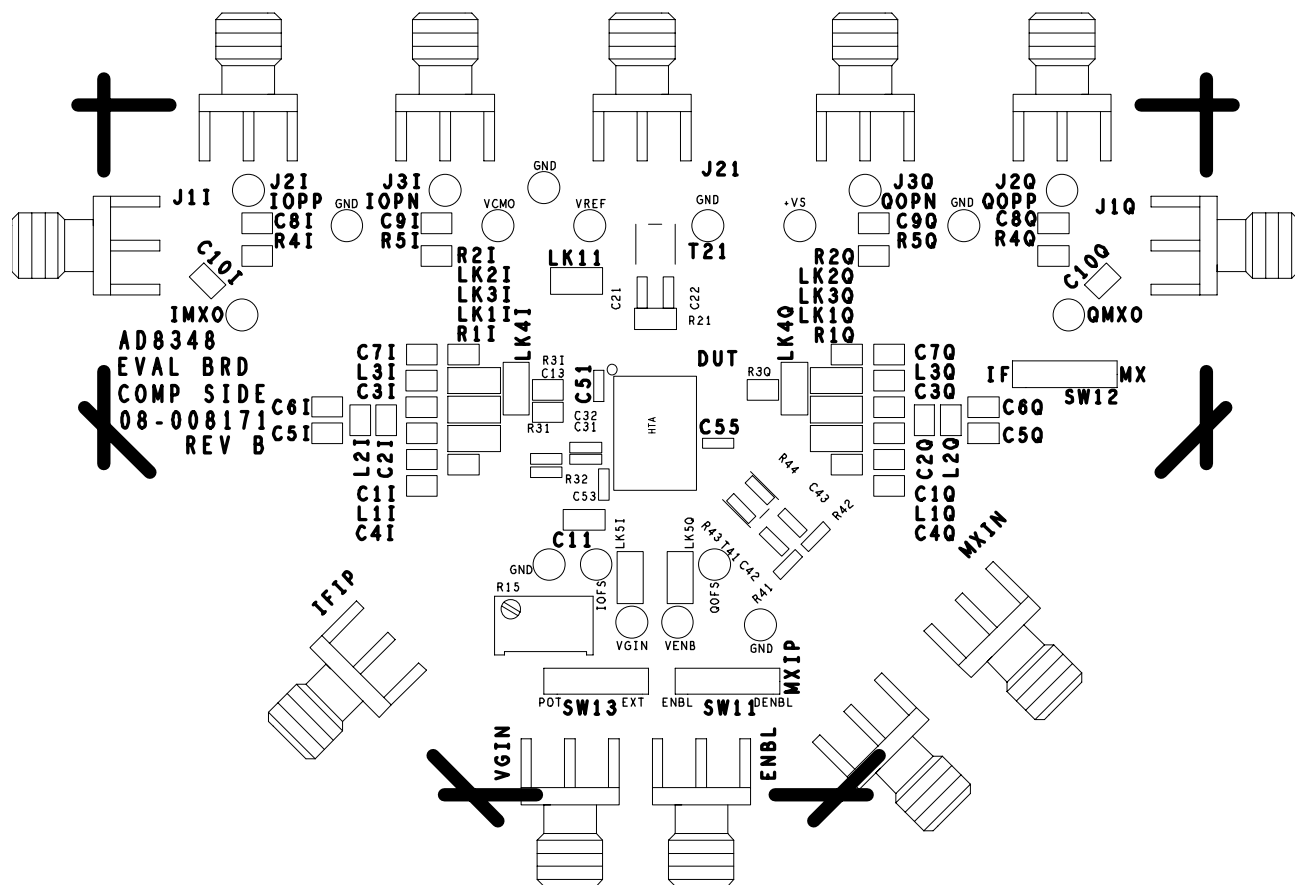 J21
GND
J2I
IOPP
J3I
IOPN
J3Q
QOPN
J2Q
QOPP
J1I
GND
VCMO
VREF
GND
+VS
GND
J1Q
C8I
R4I
C9I
R5I
C9Q
R5Q
C8Q
R4Q
C10I
R2I
LK2I
LK3I
LK1I
R1I
LK11
T21
R2Q
LK2Q
LK3Q
LK1Q
R1Q
C10Q
C21
C22
R21
IMXO
QMXO
AD8348
EVAL BRD
COMP SIDE
08-008171
REV B
LK4I
LK4Q
DUT
C7I
L3I
C3I
R3I
C13
C51
R3Q
C7Q
L3Q
C3Q
IF
MX
SW12
C6I
C5I
C6Q
C5Q
L2I
C2I
R31
C32
C31
HTA
C55
C2Q
L2Q
R32
C53
R44
C43
R42
C1I
L1I
C4I
C1Q
L1Q
C4Q
C11
LK5I
LK5Q
R43
T41
C42
R41
MXIN
GND
IOFS
QOFS
IFIP
R15
VGIN
VENB
GND
MXIP
POT
SW13
EXT
ENBL
SW11
DENBL
VGIN
ENBL